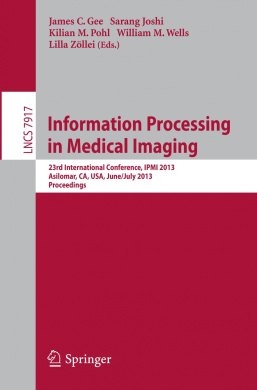 James C. Gee Sarang Joshi
Kilian M. Pohl William M. Wells
Lilla Zöllei (Eds.)
LNCS 7917
Information Processing
in Medical Imaging
23rd International Conference, IPMI 2013
Asilomar, CA, USA, June/July 2013
Proceedings
Springer